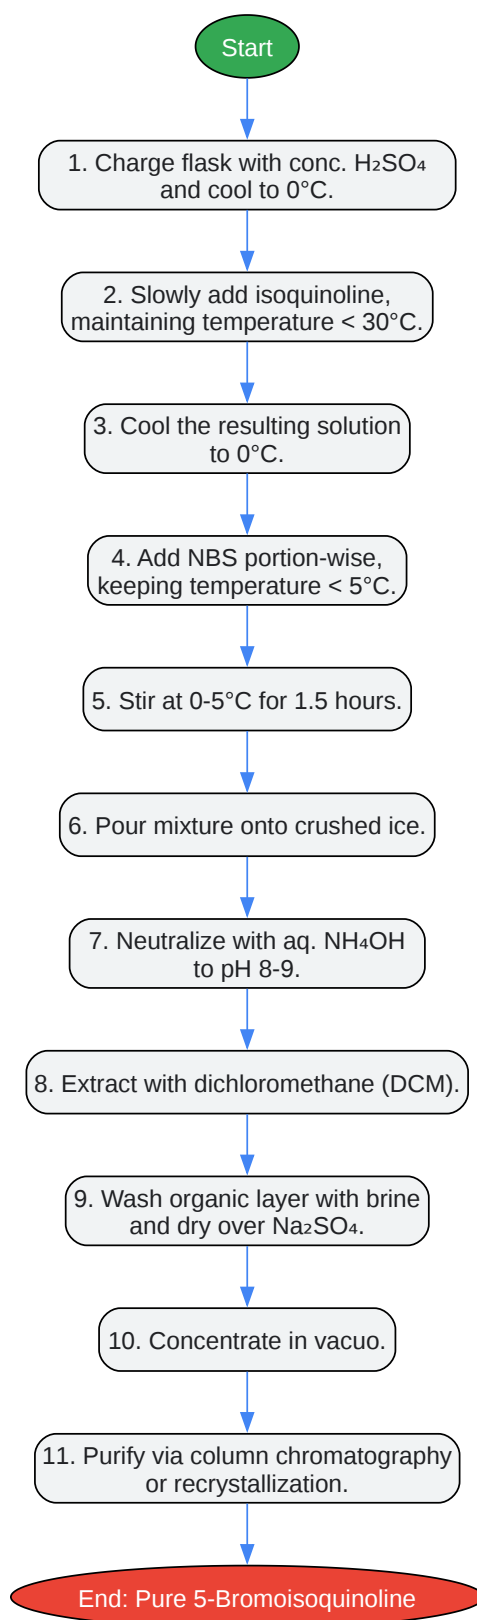 Start
1. Charge flask with conc. H₂SO₄
and cool to 0°C.
2. Slowly add isoquinoline,
maintaining temperature < 30°C.
3. Cool the resulting solution
to 0°C.
4. Add NBS portion-wise,
keeping temperature < 5°C.
5. Stir at 0-5°C for 1.5 hours.
6. Pour mixture onto crushed ice.
7. Neutralize with aq. NH₄OH
to pH 8-9.
8. Extract with dichloromethane (DCM).
9. Wash organic layer with brine
and dry over Na₂SO₄.
10. Concentrate in vacuo.
11. Purify via column chromatography
or recrystallization.
End: Pure 5-Bromoisoquinoline